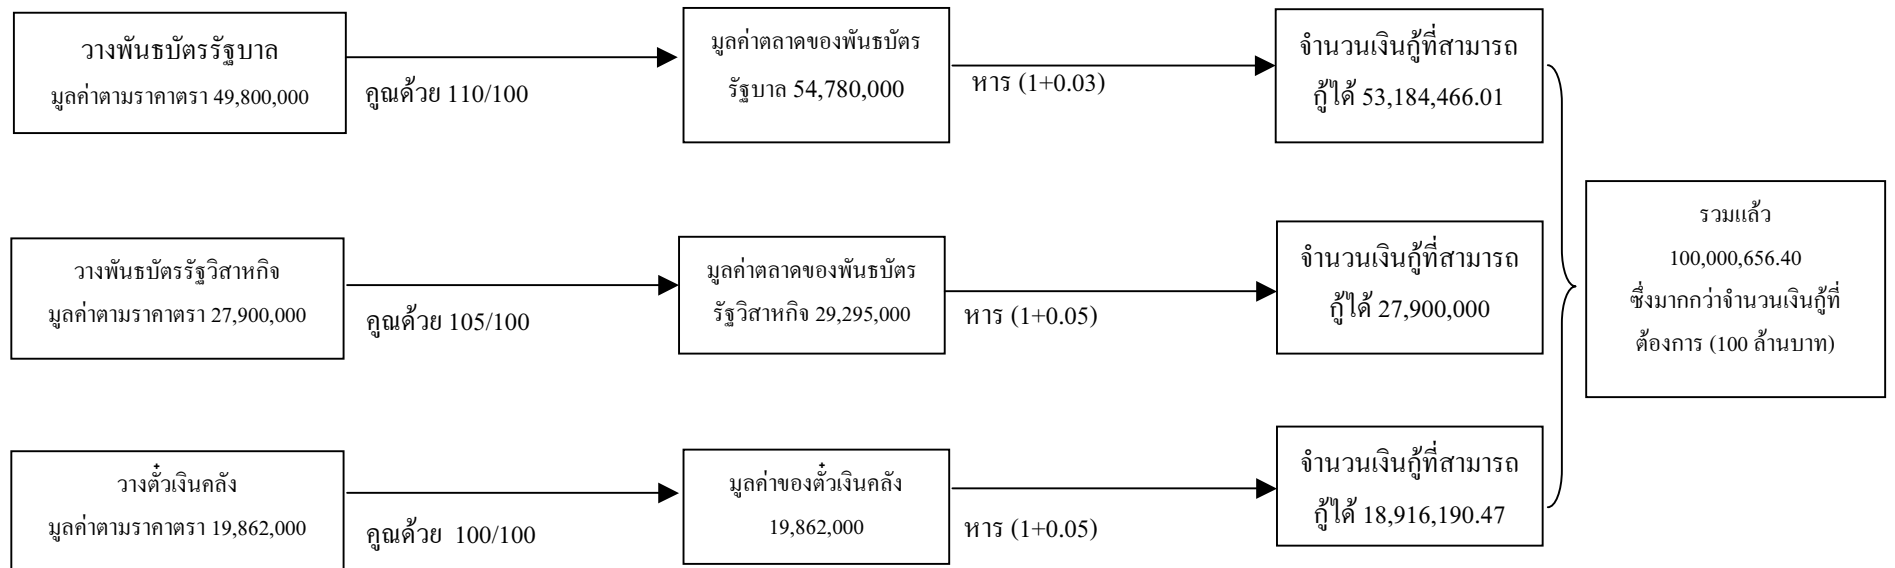 วางพันธบัตรรัฐบาล
มูลค่าตามราคาตรา 49,800,000
คูณด้วย 110/100
มูลค่าตลาดของพันธบัตร
รัฐบาล 54,780,000
หาร (1+0.03)
จำนวนเงินกู้ที่สามารถ
กู้ได้ 53,184,466.01
วางพันธบัตรรัฐวิสาหกิจ
มูลค่าตามราคาตรา 27,900,000
คูณด้วย 105/100
มูลค่าตลาดของพันธบัตร
รัฐวิสาหกิจ 29,295,000
หาร (1+0.05)
จำนวนเงินกู้ที่สามารถ
กู้ได้ 27,900,000
วางตั๋วเงินคลัง
มูลค่าตามราคาตรา 19,862,000
คูณด้วย 100/100
มูลค่าของตั๋วเงินคลัง
19,862,000
หาร (1+0.05)
จำนวนเงินกู้ที่สามารถ
กู้ได้ 18,916,190.47
รวมแล้ว
100,000,656.40
ซึ่งมากกว่าจำนวนเงินกู้ที่
ต้องการ (100 ล้านบาท)